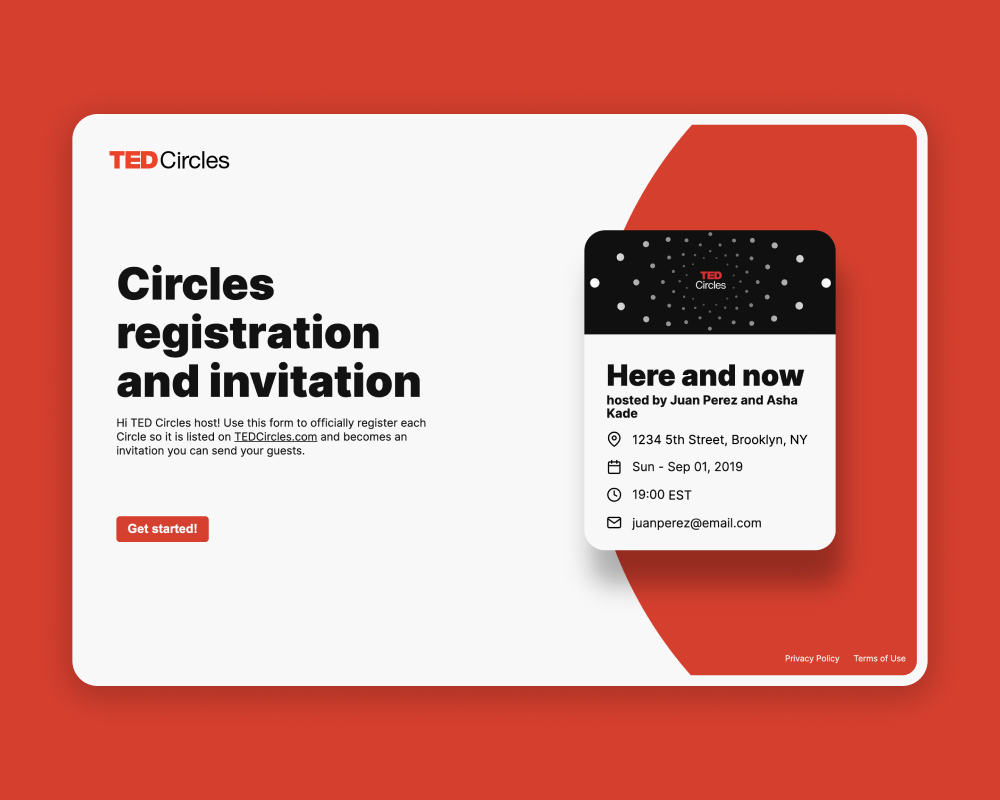 TED Circles
Circles
registration
and invitation
Hi TED Circles host! Use this form to officially register each
Circle so it is listed on TEDCircles.com and becomes an
invitation you can send your guests.
Get started!
TED
Circles
Here and now
hosted by Juan Perez and Asha
Kade
1234 5th Street, Brooklyn, NY
Sun - Sep 01, 2019
19:00 EST
juanperez@email.com
Privacy Policy Terms of Use